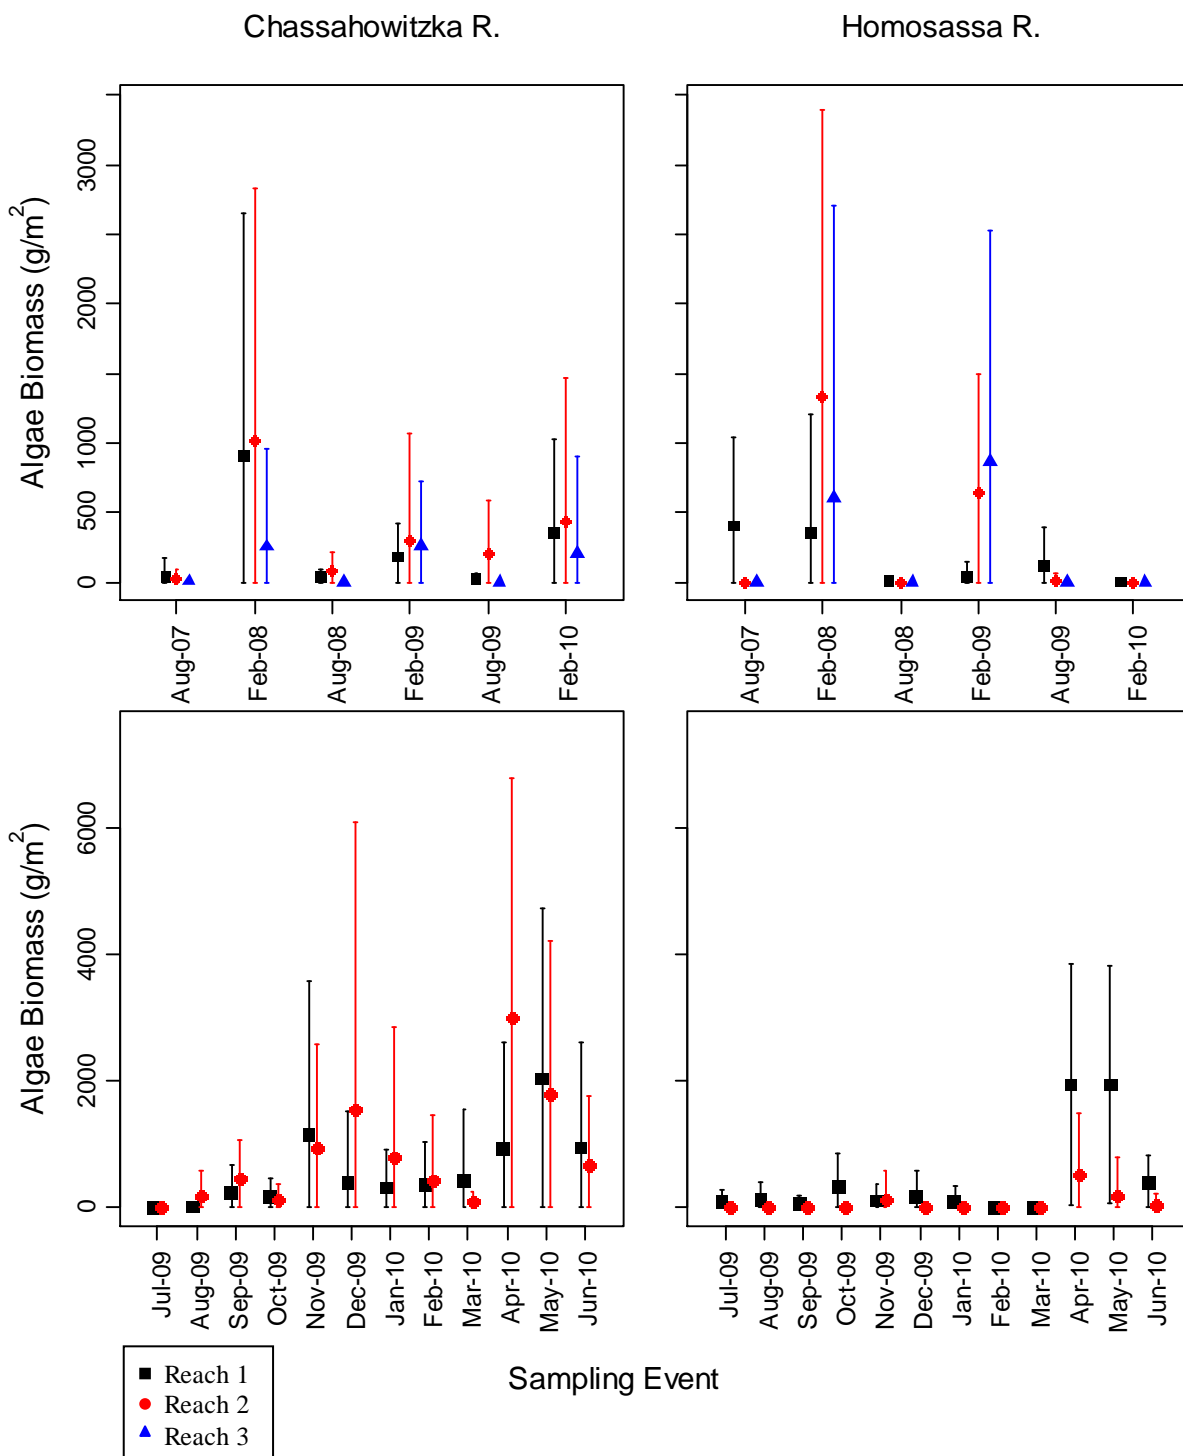 Chassahowitzka R.
Homosassa R.
Algae Biomass (g/m²)
3000
2000
1000
500
0
Aug-07
Feb-08
Aug-08
Feb-09
Aug-09
Feb-10
Aug-07
Feb-08
Aug-08
Feb-09
Aug-09
Feb-10
Algae Biomass (g/m²)
6000
4000
2000
0
Jul-09
Aug-09
Sep-09
Oct-09
Nov-09
Dec-09
Jan-10
Feb-10
Mar-10
Apr-10
May-10
Jun-10
Jul-09
Aug-09
Sep-09
Oct-09
Nov-09
Dec-09
Jan-10
Feb-10
Mar-10
Apr-10
May-10
Jun-10
Sampling Event
Reach 1
Reach 2
Reach 3